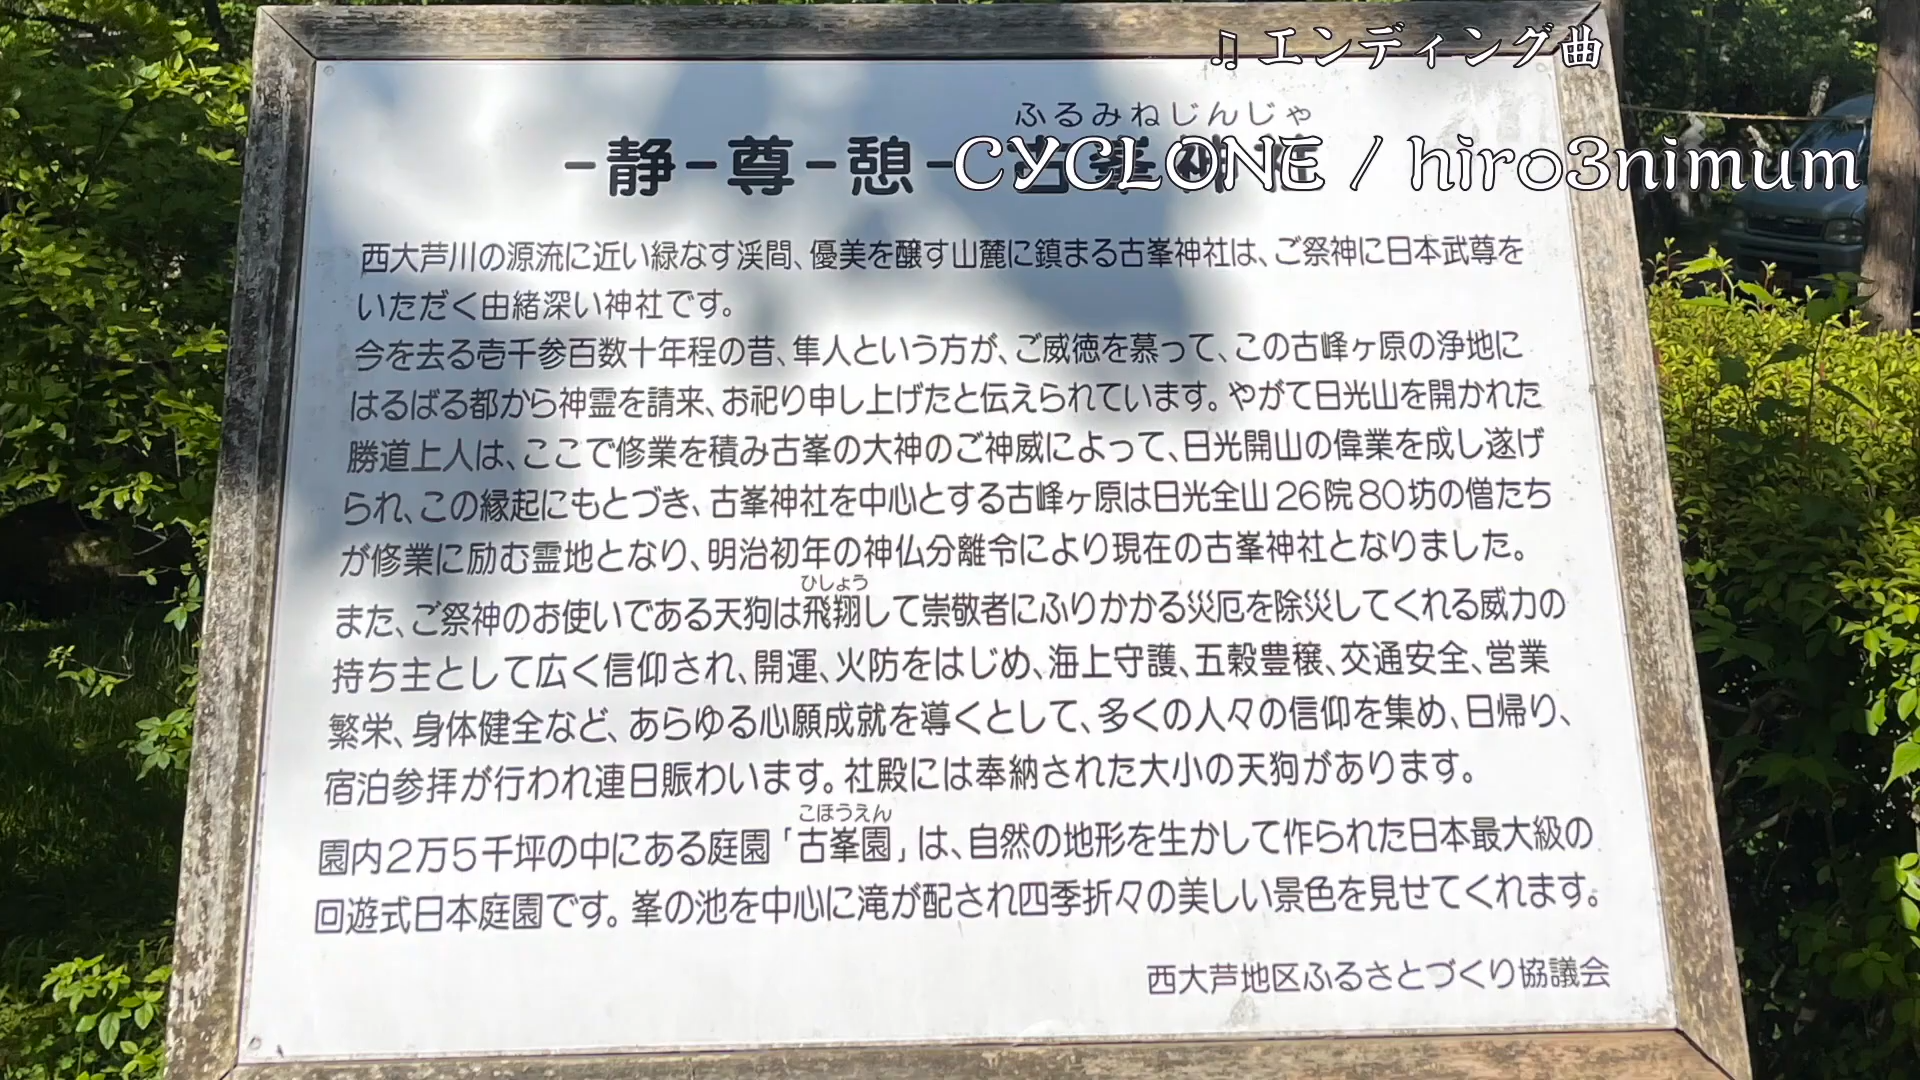 ♫ エンディング曲
CYCLONE / hiro3nimum
ふるみねじんじゃ
-静-尊-憩- 古峯神社
西大芦川の源流に近い緑なす渓間、優美を醸す山麓に鎮まる古峯神社は、ご祭神に日本武尊を
いただく由緒深い神社です。
今を去る壱千参百数十年程の昔、隼人という方が、ご威徳を慕って、この古峰ヶ原の浄地に
はるばる都から神霊を請来、お祀り申し上げたと伝えられています。やがて日光山を開かれた
勝道上人は、ここで修業を積み古峯の大神のご神威によって、日光開山の偉業を成し遂げ
られ、この縁起にもとづき、古峯神社を中心とする古峰ヶ原は日光全山26院80坊の僧たち
が修業に励む霊地となり、明治初年の神仏分離令により現在の古峯神社となりました。
ひしょう
また、ご祭神のお使いである天狗は飛翔して崇敬者にふりかかる災厄を除災してくれる威力の
持ち主として広く信仰され、開運、火防をはじめ、海上守護、五穀豊穣、交通安全、営業
繁栄、身体健全など、あらゆる心願成就を導くとして、多くの人々の信仰を集め、日帰り、
宿泊参拝が行われ連日賑わいます。社殿には奉納された大小の天狗があります。
こほうえん
園内2万5千坪の中にある庭園「古峯園」は、自然の地形を生かして作られた日本最大級の
回遊式日本庭園です。峯の池を中心に滝が配され四季折々の美しい景色を見せてくれます。
西大芦地区ふるさとづくり協議会